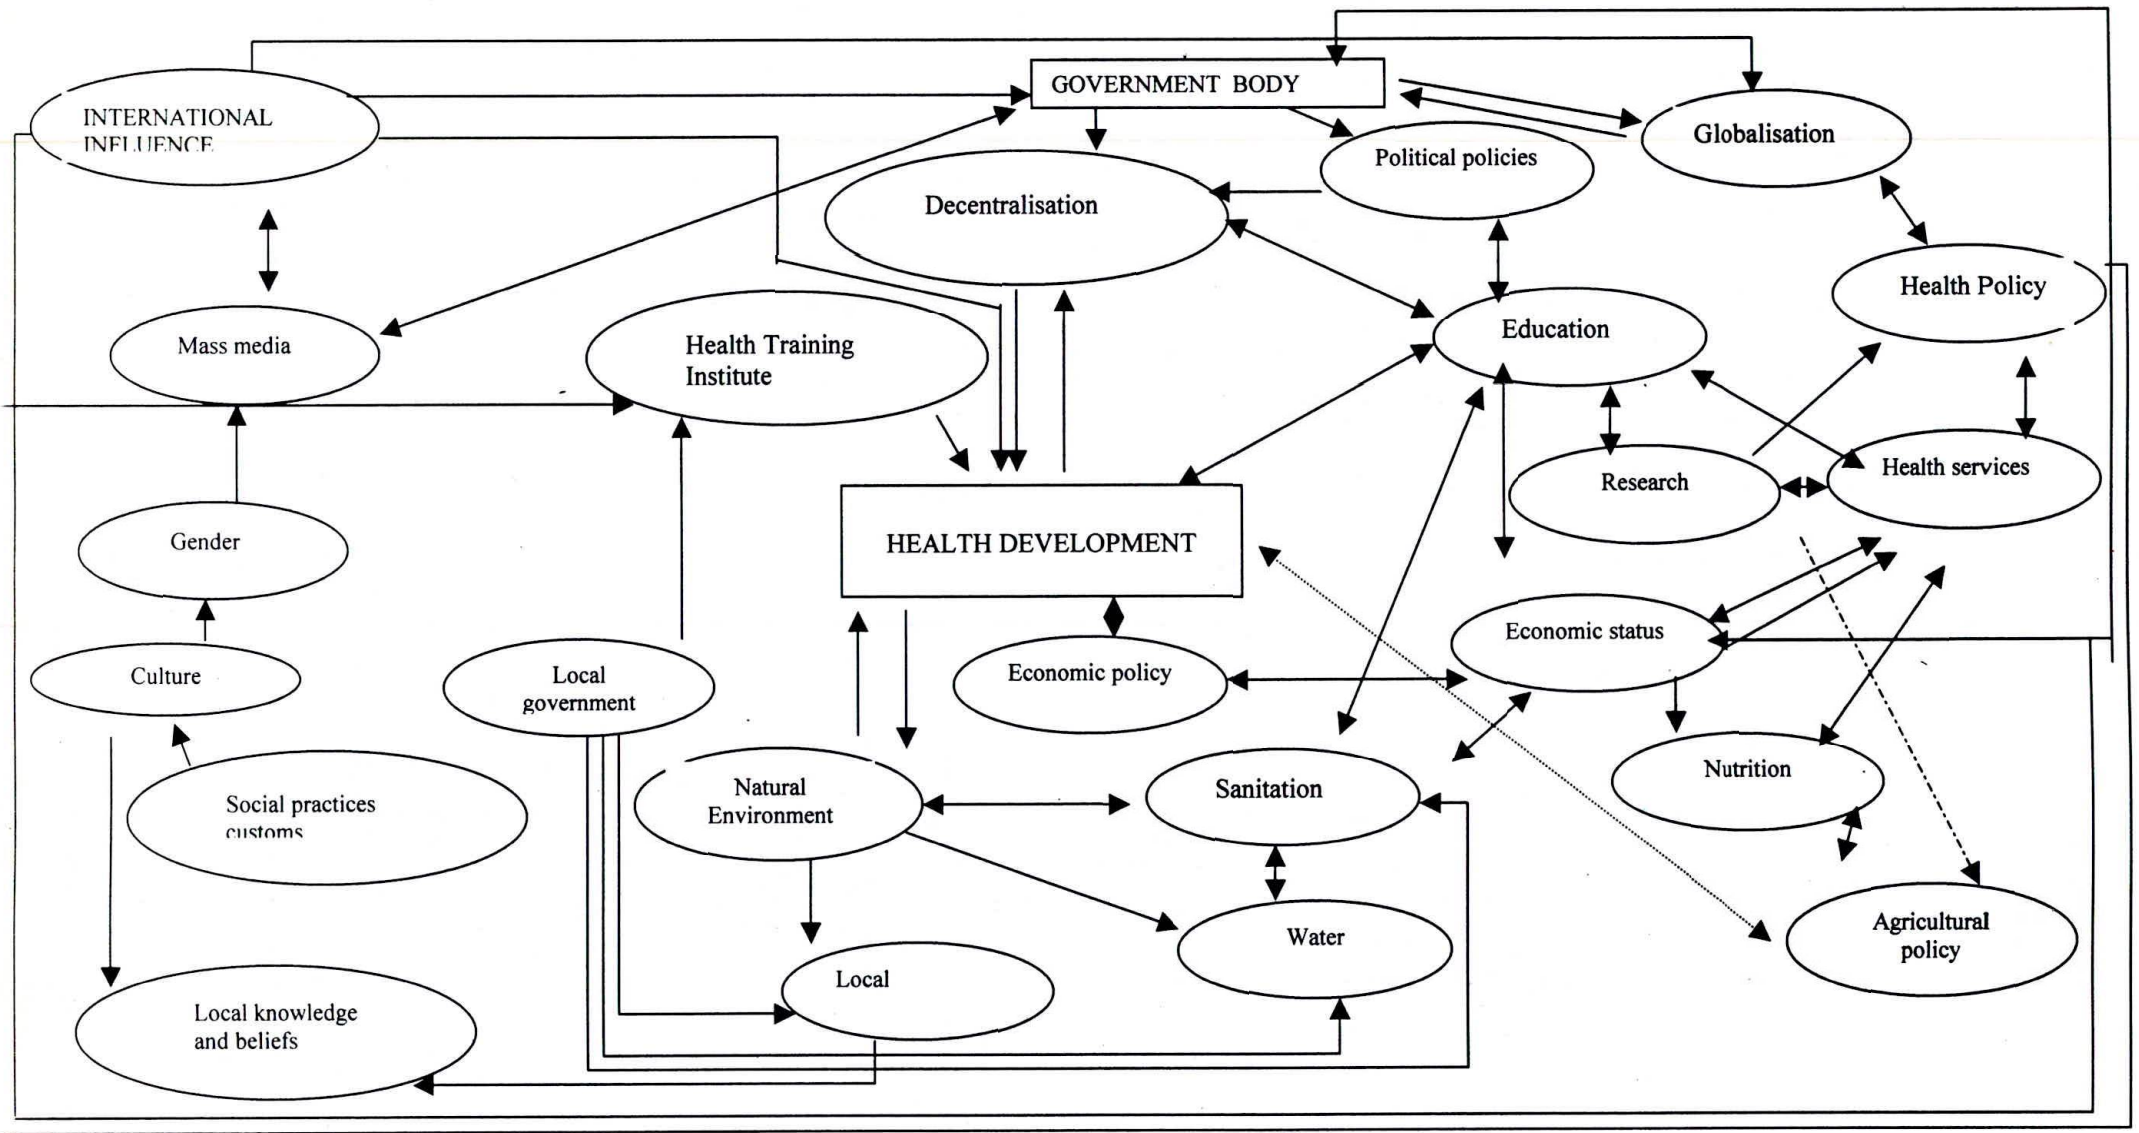 GOVERNMENT BODY
INTERNATIONAL
INFLUENCE
Globalisation
Political policies
Decentralisation
Health Policy
Education
Mass media
Health Training
Institute
Health services
Research
Gender
HEALTH DEVELOPMENT
Economic status
Culture
Local
government
Economic policy
Nutrition
Natural
Environment
Sanitation
Social practices
customs
Agricultural
policy
Water
Local
Local knowledge
and beliefs